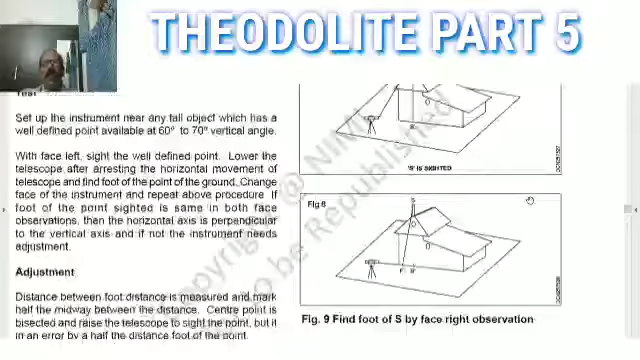 THEODOLITE PART 5
Test
Set up the instrument near any tall object which has a
well defined point available at 60° to 70° vertical angle.
With face left, sight the well defined point. Lower the
telescope after arresting the horizontal movement of
telescope and find foot of the point of the ground. Change
face of the instrument and repeat above procedure. If
foot of the point sighted is same in both face
observations, then the horizontal axis is perpendicular
to the vertical axis and if not the instrument needs
adjustment.
Adjustment
Distance between foot distance is measured and mark
half the midway between the distance. Centre point is
bisected and raise the telescope to sight the point, but it
in an error by a half the distance foot of the point.
'S' IS SIGHTED
Fig 8
S
F S'
Fig. 9 Find foot of S by face right observation
Copyright @ NIMI
to be Republished